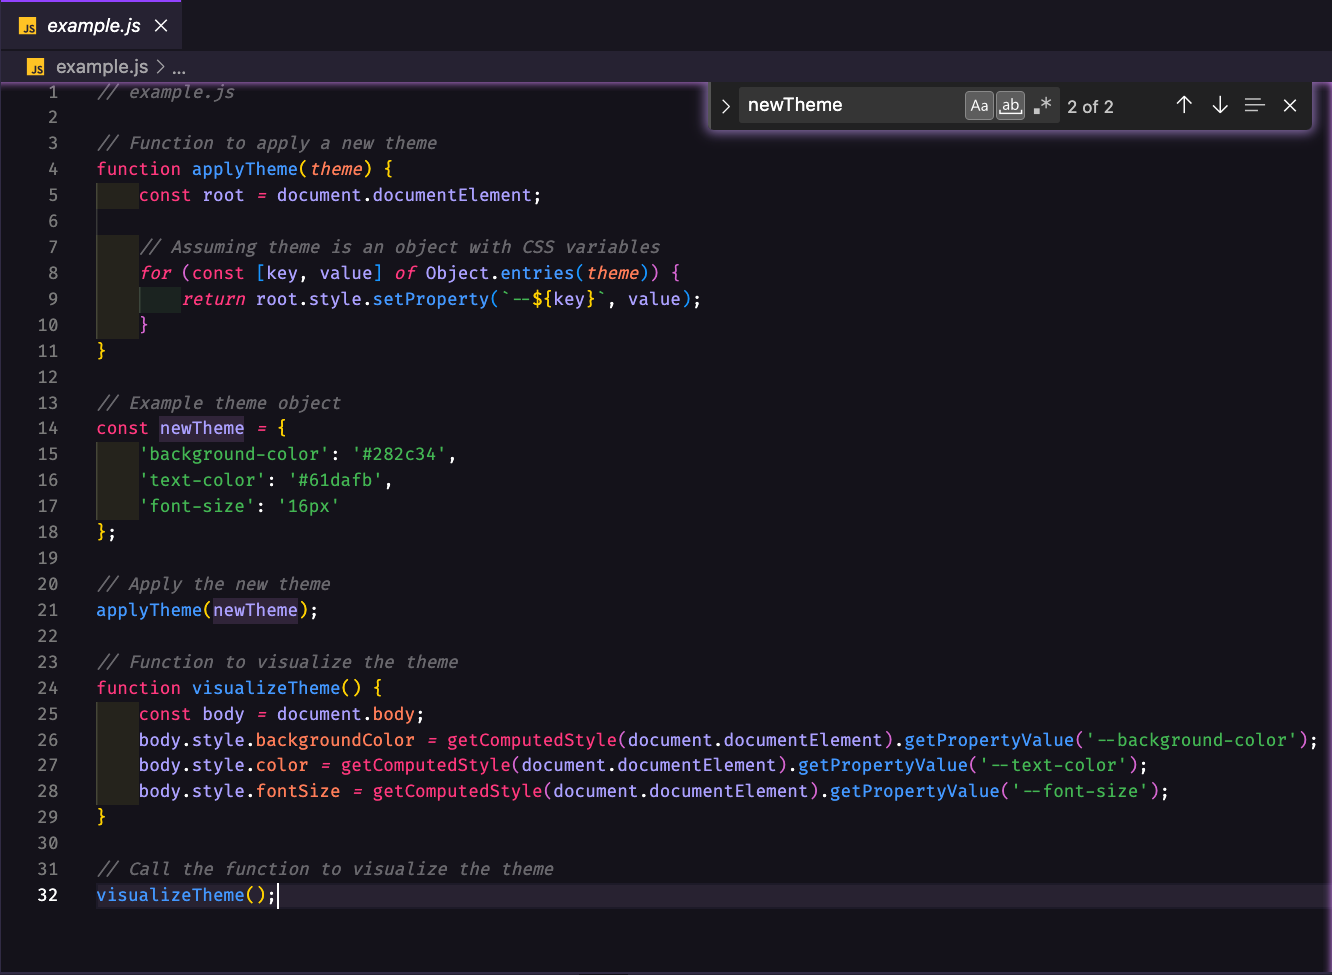 JS example.js
JS example.js > ...
newTheme Aa ab .* 2 of 2
1 // example.js
2
3 // Function to apply a new theme
4 function applyTheme(theme) {
5     const root = document.documentElement;
6
7     // Assuming theme is an object with CSS variables
8     for (const [key, value] of Object.entries(theme)) {
9         return root.style.setProperty(`--${key}`, value);
10     }
11 }
12
13 // Example theme object
14 const newTheme = {
15     'background-color': '#282c34',
16     'text-color': '#61dafb',
17     'font-size': '16px'
18 };
19
20 // Apply the new theme
21 applyTheme(newTheme);
22
23 // Function to visualize the theme
24 function visualizeTheme() {
25     const body = document.body;
26     body.style.backgroundColor = getComputedStyle(document.documentElement).getPropertyValue('--background-color');
27     body.style.color = getComputedStyle(document.documentElement).getPropertyValue('--text-color');
28     body.style.fontSize = getComputedStyle(document.documentElement).getPropertyValue('--font-size');
29 }
30
31 // Call the function to visualize the theme
32 visualizeTheme();